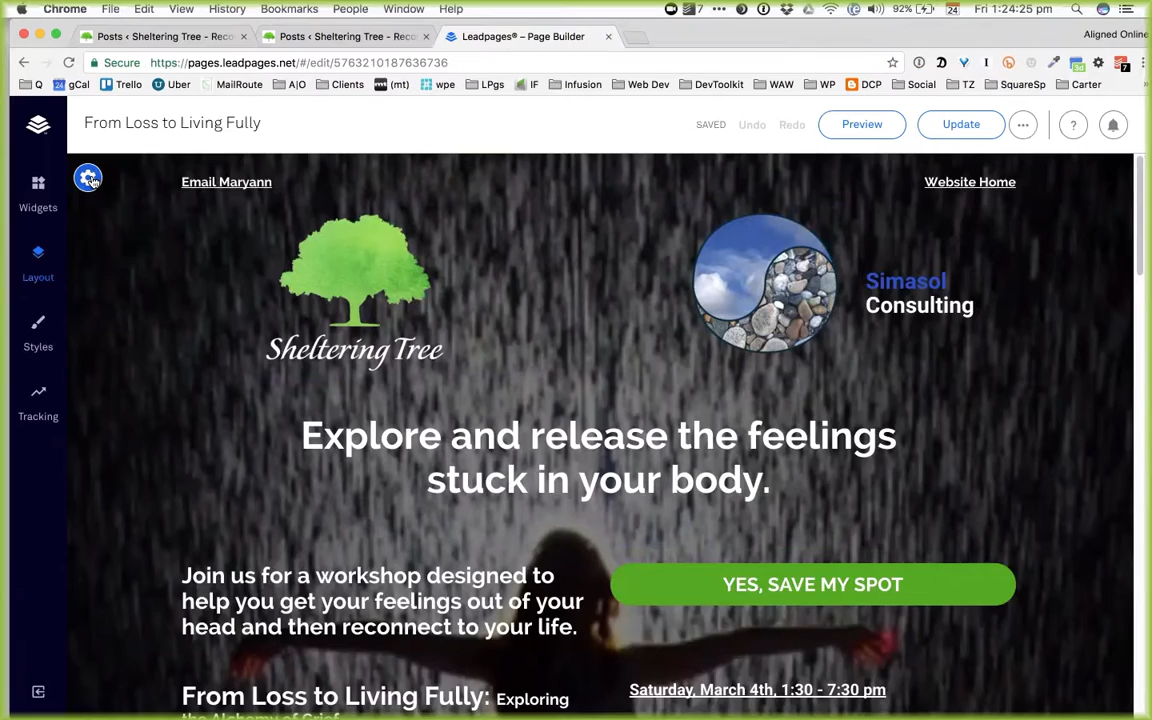 Chrome File Edit View History Bookmarks People Window Help 7 92% 24 Fri 1:24:25 pm
Posts ‹ Sheltering Tree - Reco × Posts ‹ Sheltering Tree - Reco × Leadpages® – Page Builder × Aligned Online
Secure https://pages.leadpages.net/#/edit/5763210187636736
Q gCal Trello Uber MailRoute A|O Clients (mt) wpe LPgs IF Infusion Web Dev DevToolkit WAW WP DCP Social TZ SquareSp Carter
From Loss to Living Fully SAVED Undo Redo Preview Update ?
Widgets
Layout
Styles
Tracking
Email Maryann Website Home
Sheltering Tree
Simasol
Consulting
Explore and release the feelings
stuck in your body.
Join us for a workshop designed to
help you get your feelings out of your
head and then reconnect to your life.
YES, SAVE MY SPOT
From Loss to Living Fully: Exploring
the Alchemy of Grief
Saturday, March 4th, 1:30 - 7:30 pm